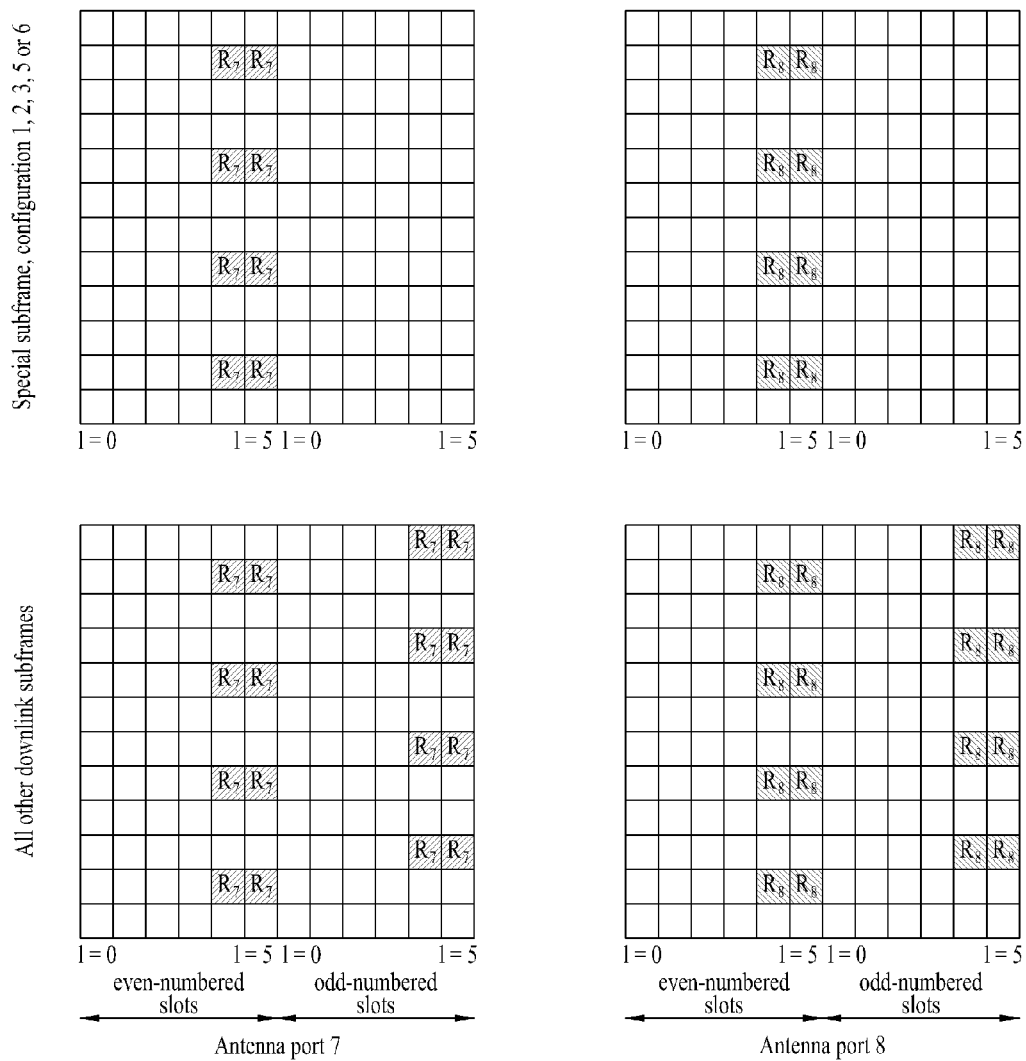 Special subframe, configuration 1, 2, 3, 5 or 6
R₇ R₇ R₈ R₈
R₇ R₇ R₈ R₈
R₇ R₇ R₈ R₈
R₇ R₇ R₈ R₈
l = 0 l = 5 l = 0 l = 5 l = 0 l = 5 l = 0 l = 5
All other downlink subframes
R₇ R₇ R₈ R₈
R₇ R₇ R₈ R₈
R₇ R₇ R₈ R₈
R₇ R₇ R₈ R₈
R₇ R₇ R₈ R₈
R₇ R₇ R₈ R₈
R₇ R₇ R₈ R₈
R₇ R₇ R₈ R₈
l = 0 l = 5 l = 0 l = 5 l = 0 l = 5 l = 0 l = 5
even-numbered slots odd-numbered slots even-numbered slots odd-numbered slots
Antenna port 7 Antenna port 8